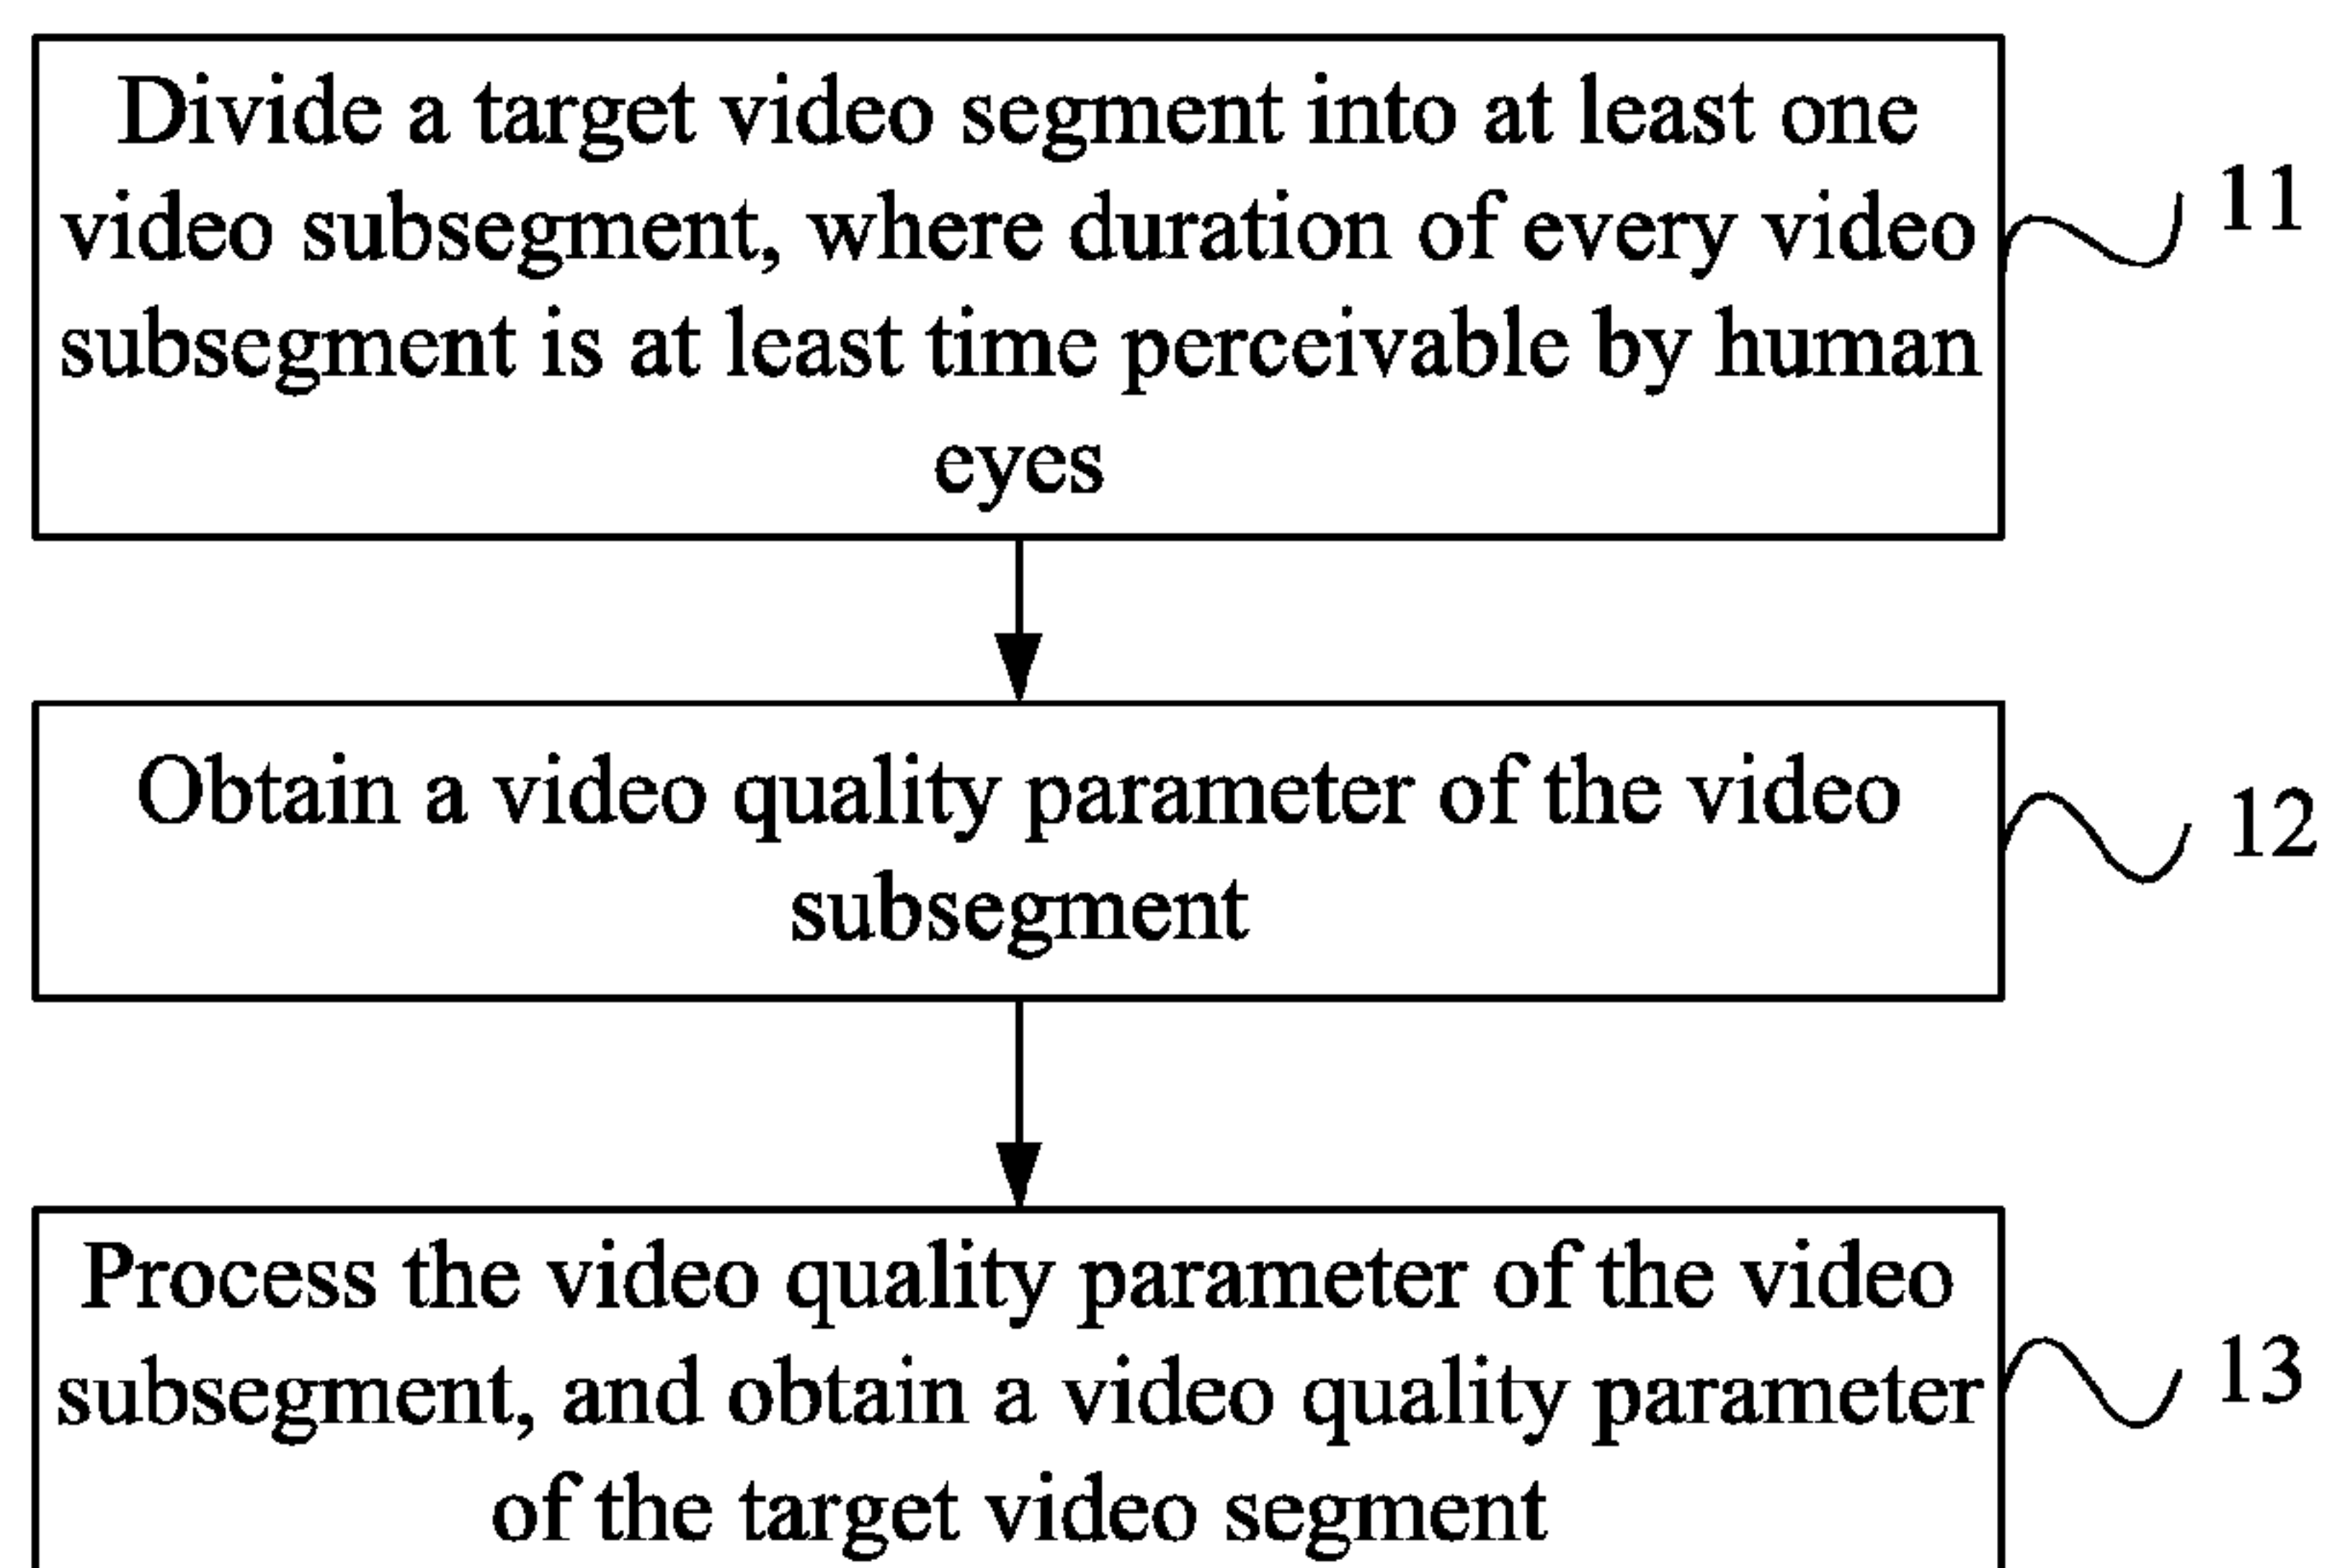 Divide a target video segment into at least one
video subsegment, where duration of every video
subsegment is at least time perceivable by human
eyes
11
Obtain a video quality parameter of the video
subsegment
12
Process the video quality parameter of the video
subsegment, and obtain a video quality parameter
of the target video segment
13